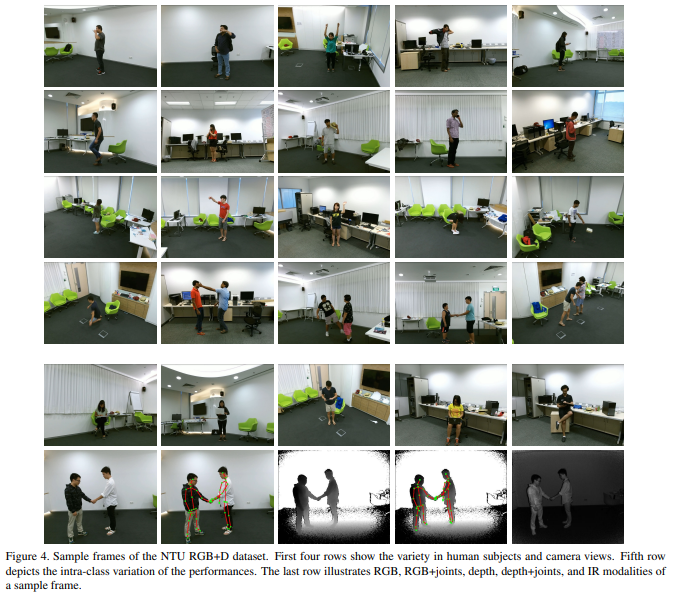 Figure 4. Sample frames of the NTU RGB+D dataset. First four rows show the variety in human subjects and camera views. Fifth row
depicts the intra-class variation of the performances. The last row illustrates RGB, RGB+joints, depth, depth+joints, and IR modalities of
a sample frame.